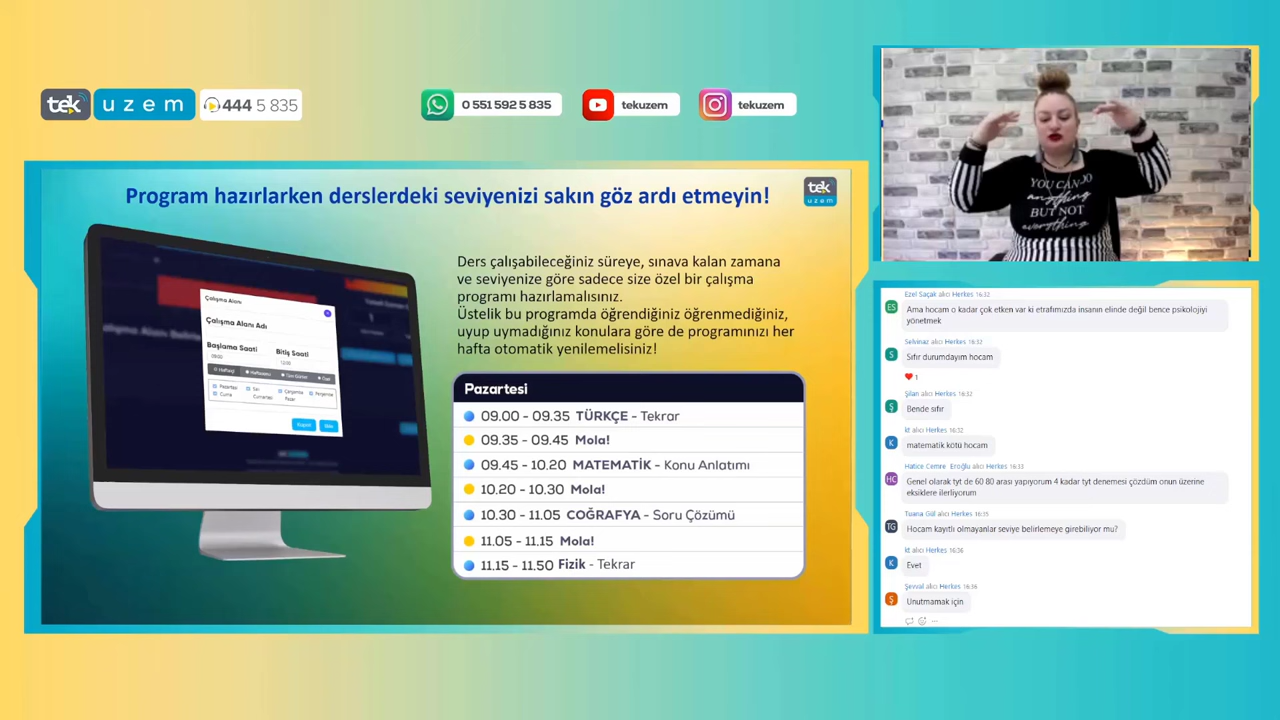 tek uzem 444 5 835
0 551 592 5 835
tekuzem
tekuzem
Program hazırlarken derslerdeki seviyenizi sakın göz ardı etmeyin!
tek
uzem
Ders çalışabileceğiniz süreye, sınava kalan zamana
ve seviyenize göre sadece size özel bir çalışma
programı hazırlamalısınız.
Üstelik bu programda öğrendiğiniz öğrenmediğiniz,
uyup uymadığınız konulara göre de programınızı her
hafta otomatik yenilemelisiniz!
Çalışma Alanı
Çalışma Alanı Adı
Başlama Saati
Bitiş Saati
Pazartesi
09.00 - 09.35 TÜRKÇE - Tekrar
09.35 - 09.45 Mola!
09.45 - 10.20 MATEMATİK - Konu Anlatımı
10.20 - 10.30 Mola!
10.30 - 11.05 COĞRAFYA - Soru Çözümü
11.05 - 11.15 Mola!
11.15 - 11.50 Fizik - Tekrar
YOU CAN DO
anything
BUT NOT
everything
Ezel Saçak alıcı Herkes 16:32
ES
Ama hocam o kadar çok etken var ki etrafımızda insanın elinde değil bence psikolojiyi
yönetmek
Selvinaz alıcı Herkes 16:32
S
Sıfır durumdayım hocam
1
Şilan alıcı Herkes 16:32
Ş
Bende sıfır
kt alıcı Herkes 16:32
K
matematik kötü hocam
Hatice Cemre Eroğlu alıcı Herkes 16:33
HC
Genel olarak tyt de 60 80 arası yapıyorum 4 kadar tyt denemesi çözdüm onun üzerine
eksiklere ilerliyorum
Tuana Gül alıcı Herkes 16:35
TG
Hocam kayıtlı olmayanlar seviye belirlemeye girebiliyor mu?
kt alıcı Herkes 16:36
K
Evet
Şevval alıcı Herkes 16:36
Ş
Unutmamak için